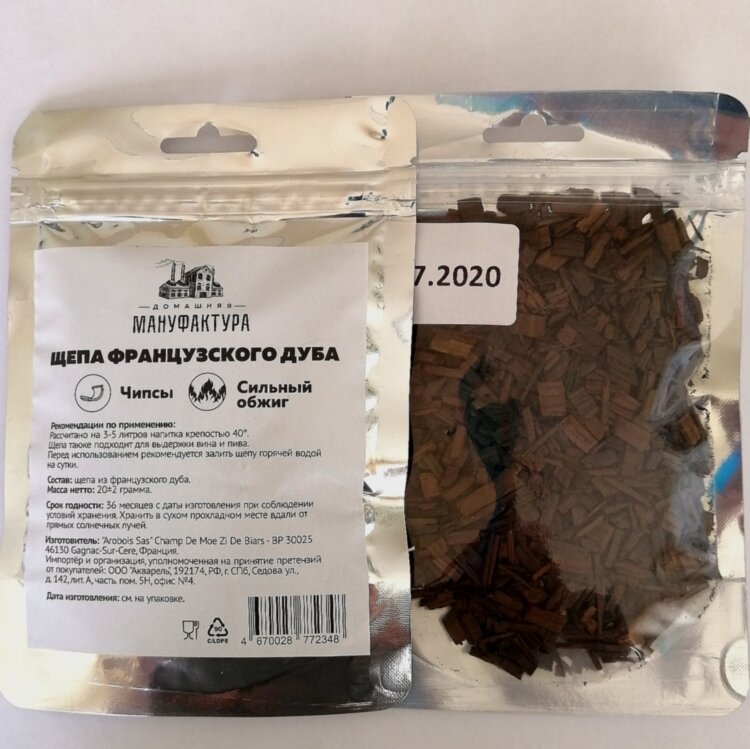 ДОМАШНЯЯ
МАНУФАКТУРА
ЩЕПА ФРАНЦУЗСКОГО ДУБА
Чипсы
Сильный
обжиг
Рекомендации по применению:
Рассчитано на 3-5 литров напитка крепостью 40°.
Щепа также подходит для выдержки вина и пива.
Перед использованием рекомендуется залить щепу горячей водой
на сутки.
Состав: щепа из французского дуба.
Масса нетто: 20±2 грамма.
Срок годности: 36 месяцев с даты изготовления при соблюдении
условий хранения. Хранить в сухом прохладном месте вдали от
прямых солнечных лучей.
Изготовитель: "Arobois Sas" Champ De Moe Zi De Biars - BP 30025
46130 Gagnac-Sur-Cere, Франция.
Импортёр и организация, уполномоченная на принятие претензий
от покупателей: ООО "Акварель", 192174, РФ, г. СПб, Седова ул.,
д. 142, лит. А, часть. пом. 5Н, офис №4.
Дата изготовления: см. на упаковке.
90
C/LDPE
4 670028 772348
7.2020